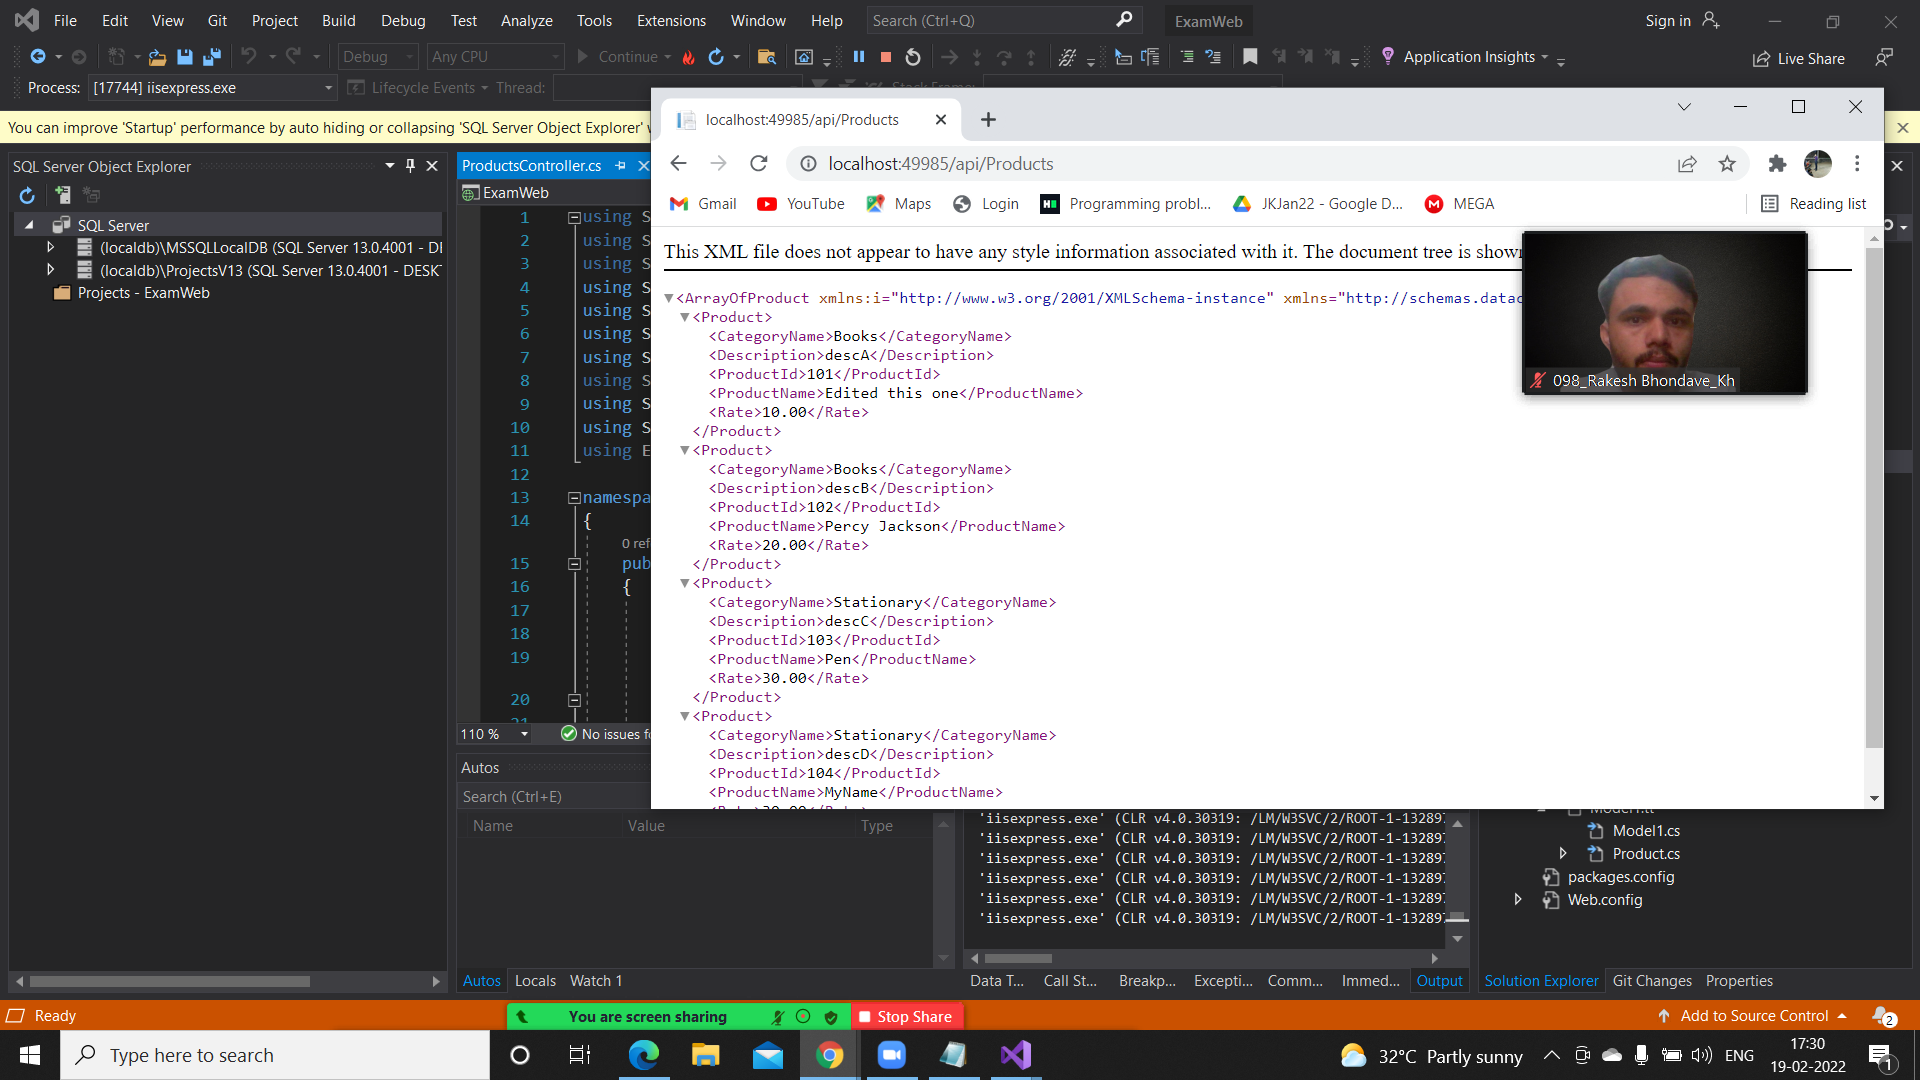 File Edit View Git Project Build Debug Test Analyze Tools Extensions Window Help Search (Ctrl+Q) ExamWeb Sign in
Debug Any CPU Continue Application Insights Live Share
Process: [17744] iisexpress.exe Lifecycle Events Thread: Stack Frame:
You can improve 'Startup' performance by auto hiding or collapsing 'SQL Server Object Explorer'
SQL Server Object Explorer
SQL Server
(localdb)\MSSQLLocalDB (SQL Server 13.0.4001 - DI
(localdb)\ProjectsV13 (SQL Server 13.0.4001 - DESKT
Projects - ExamWeb
ProductsController.cs
ExamWeb
1 using S
2 using S
3 using S
4 using S
5 using S
6 using S
7 using S
8 using S
9 using S
10 using S
11 using E
12
13 namespa
14 {
0 ref
15 pub
16 {
17
18
19
20
21
110 % No issues fo
localhost:49985/api/Products
localhost:49985/api/Products
Gmail YouTube Maps Login Programming probl... JKJan22 - Google D... MEGA Reading list
This XML file does not appear to have any style information associated with it. The document tree is shown
<ArrayOfProduct xmlns:i="http://www.w3.org/2001/XMLSchema-instance" xmlns="http://schemas.datac
<Product>
<CategoryName>Books</CategoryName>
<Description>descA</Description>
<ProductId>101</ProductId>
<ProductName>Edited this one</ProductName>
<Rate>10.00</Rate>
</Product>
<Product>
<CategoryName>Books</CategoryName>
<Description>descB</Description>
<ProductId>102</ProductId>
<ProductName>Percy Jackson</ProductName>
<Rate>20.00</Rate>
</Product>
<Product>
<CategoryName>Stationary</CategoryName>
<Description>descC</Description>
<ProductId>103</ProductId>
<ProductName>Pen</ProductName>
<Rate>30.00</Rate>
</Product>
<Product>
<CategoryName>Stationary</CategoryName>
<Description>descD</Description>
<ProductId>104</ProductId>
<ProductName>MyName</ProductName>
098_Rakesh Bhondave_Kh
Autos
Search (Ctrl+E)
Name Value Type
Autos Locals Watch 1
'iisexpress.exe' (CLR v4.0.30319: /LM/W3SVC/2/ROOT-1-13289
'iisexpress.exe' (CLR v4.0.30319: /LM/W3SVC/2/ROOT-1-13289
'iisexpress.exe' (CLR v4.0.30319: /LM/W3SVC/2/ROOT-1-13289
'iisexpress.exe' (CLR v4.0.30319: /LM/W3SVC/2/ROOT-1-13289
'iisexpress.exe' (CLR v4.0.30319: /LM/W3SVC/2/ROOT-1-13289
'iisexpress.exe' (CLR v4.0.30319: /LM/W3SVC/2/ROOT-1-13289
Data T... Call St... Breakp... Excepti... Comm... Immed... Output
Model1.tt
Model1.cs
Product.cs
packages.config
Web.config
Solution Explorer Git Changes Properties
Ready You are screen sharing Stop Share Add to Source Control 2
Type here to search 32°C Partly sunny ENG 17:30
19-02-2022 1